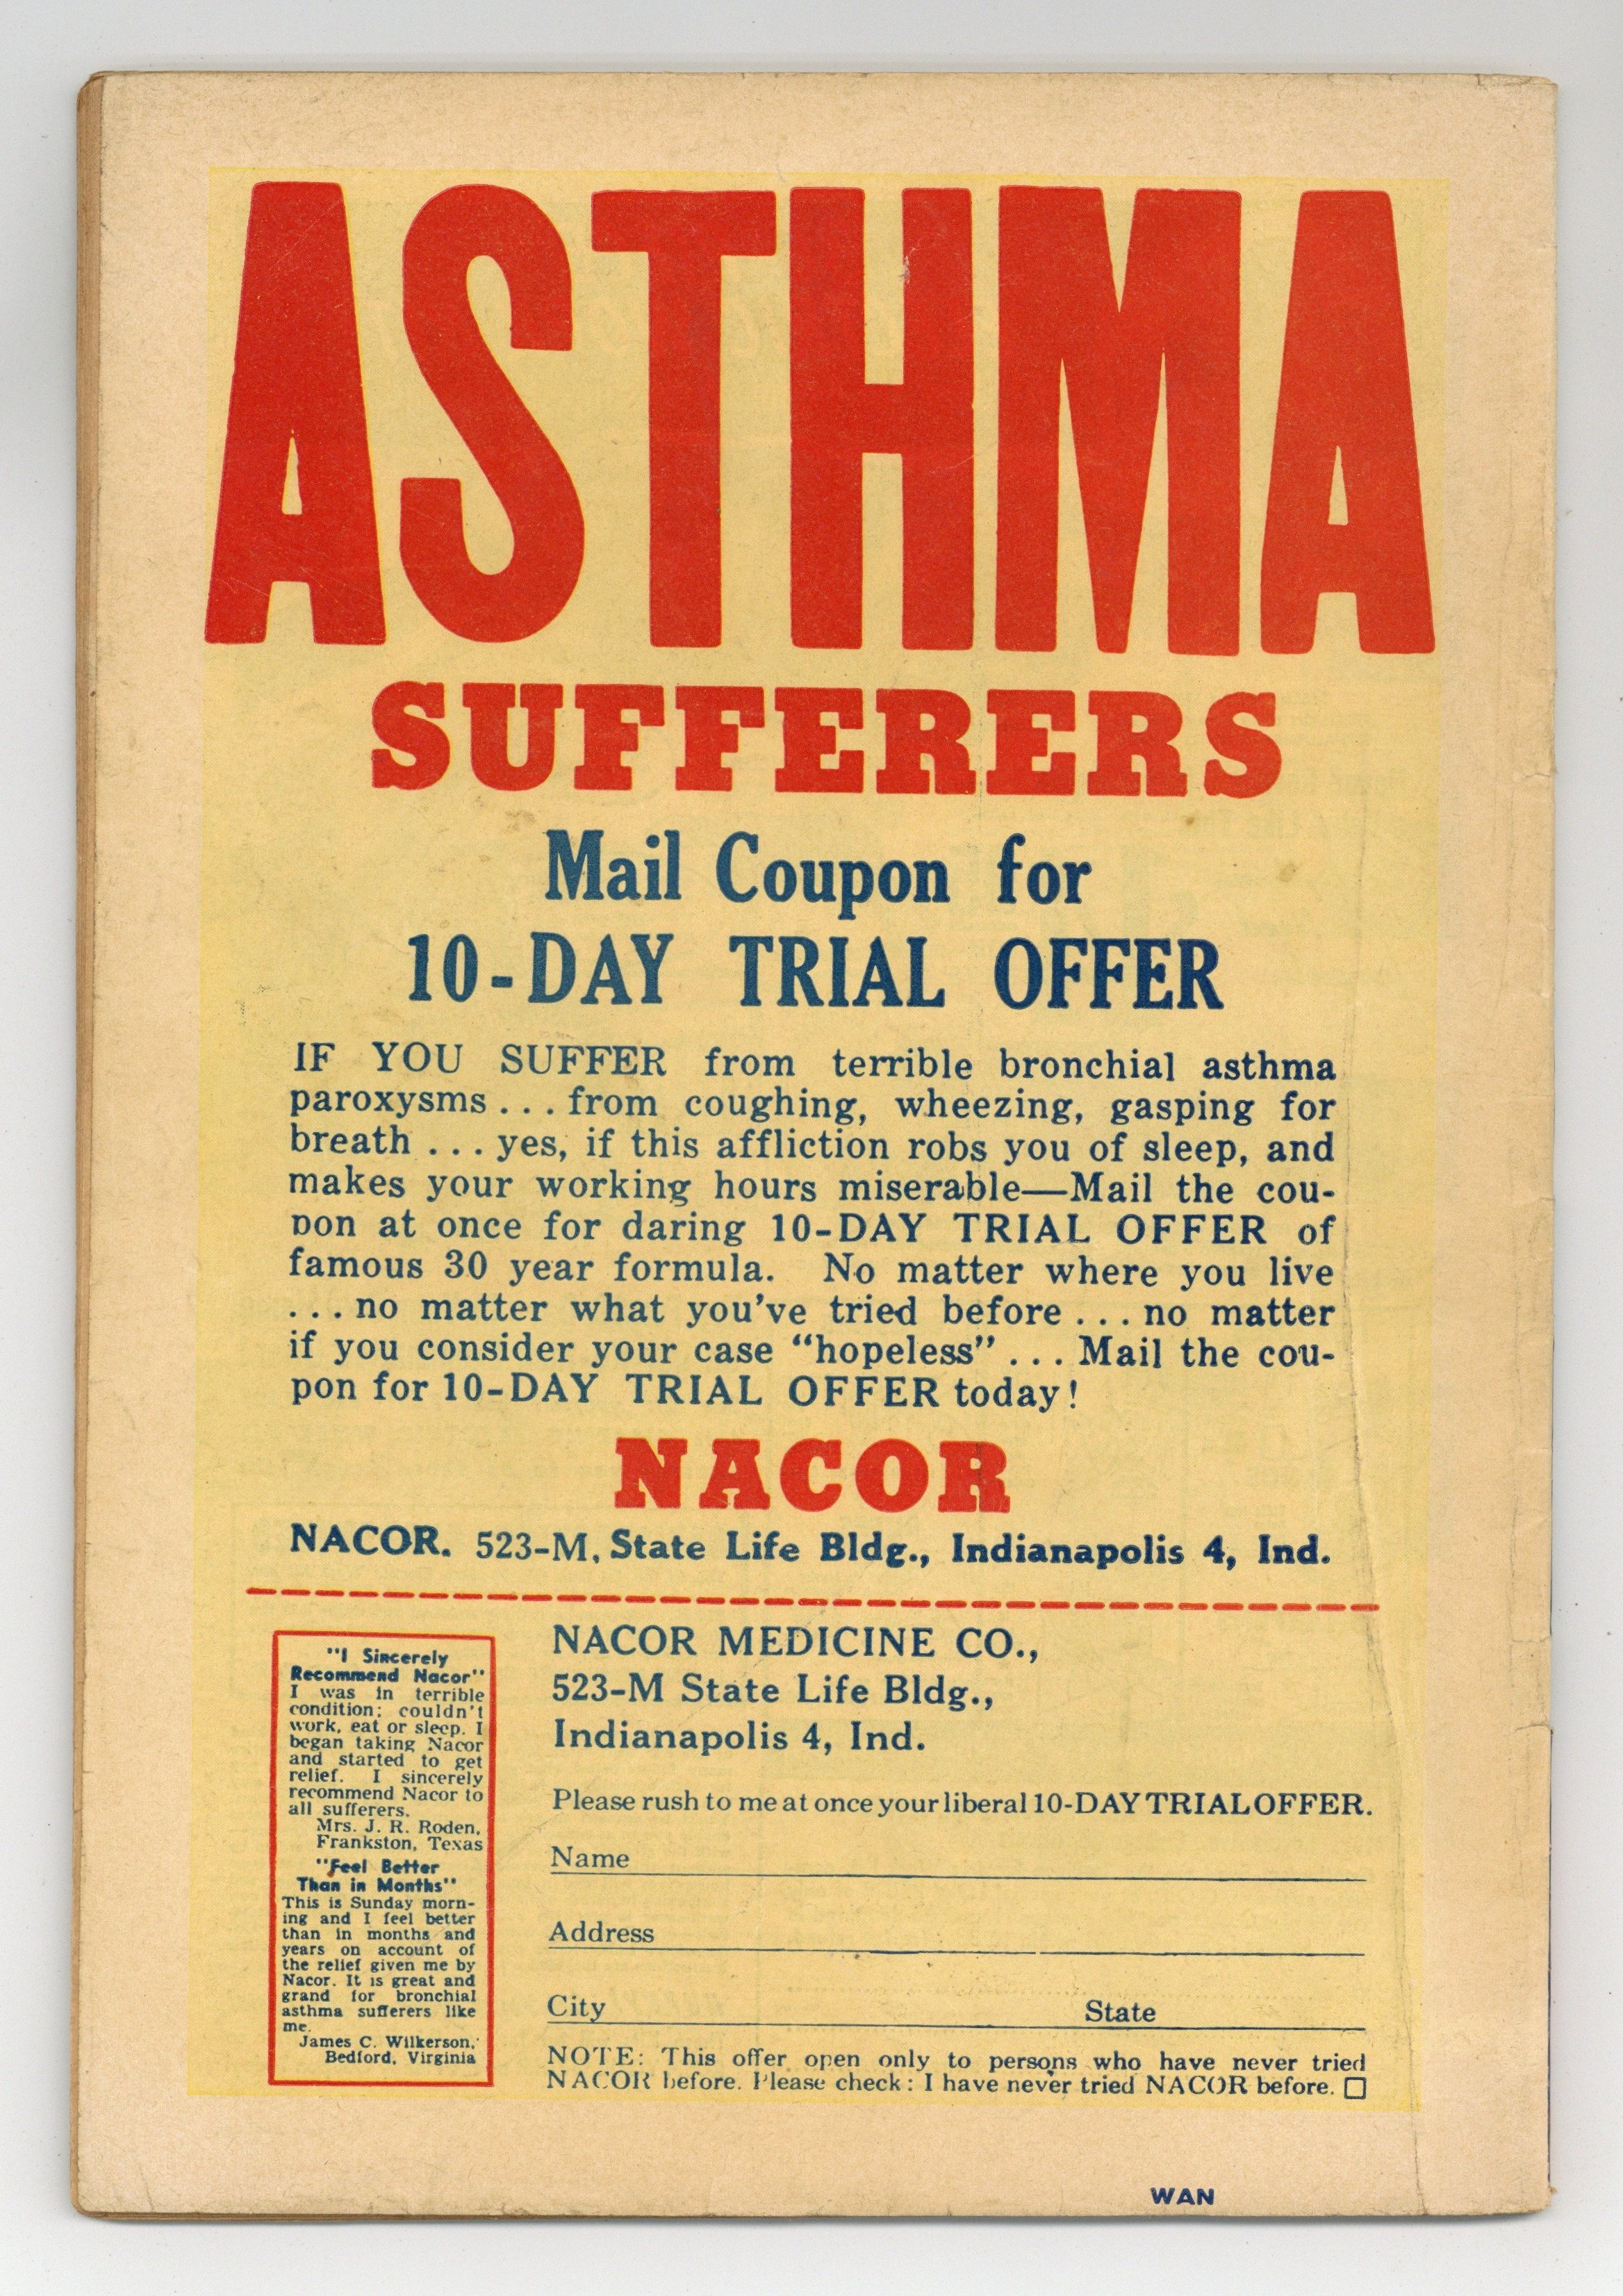 ASTHMA
SUFFERERS
Mail Coupon for
10-DAY TRIAL OFFER
IF YOU SUFFER from terrible bronchial asthma
paroxysms . . . from coughing, wheezing, gasping for
breath . . . yes, if this affliction robs you of sleep, and
makes your working hours miserable—Mail the cou-
pon at once for daring 10-DAY TRIAL OFFER of
famous 30 year formula. No matter where you live
. . . no matter what you've tried before . . . no matter
if you consider your case "hopeless" . . . Mail the cou-
pon for 10-DAY TRIAL OFFER today!
NACOR
NACOR. 523-M, State Life Bldg., Indianapolis 4, Ind.
"I Sincerely
Recommend Nacor"
I was in terrible
condition; couldn't
work, eat or sleep. I
began taking Nacor
and started to get
relief. I sincerely
recommend Nacor to
all sufferers.
Mrs. J. R. Roden,
Frankston, Texas
"Feel Better
Than in Months"
This is Sunday morn-
ing and I feel better
than in months and
years on account of
the relief given me by
Nacor. It is great and
grand for bronchial
asthma sufferers like
me.
James C. Wilkerson,
Bedford, Virginia
NACOR MEDICINE CO.,
523-M State Life Bldg.,
Indianapolis 4, Ind.
Please rush to me at once your liberal 10-DAY TRIAL OFFER.
Name
Address
City State
NOTE: This offer open only to persons who have never tried
NACOR before. Please check: I have never tried NACOR before. □
WAN